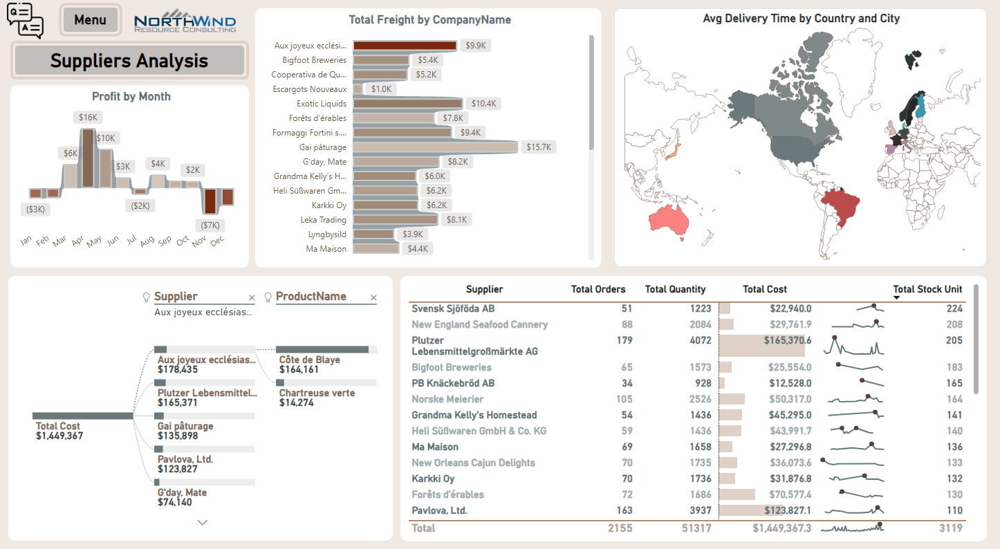 Q=
A=
Menu
NORTHWIND
RESOURCE CONSULTING
Suppliers Analysis
Profit by Month
$16K
$10K
$6K
$3K
$4K
$2K
($3K)
($2K)
($7K)
Jan Feb Mar Apr May Jun Jul Aug Sep Oct Nov Dec
Total Freight by CompanyName
Aux joyeux ecclési... $9.9K
Bigfoot Breweries $5.4K
Cooperativa de Qu... $5.2K
Escargots Nouveaux $1.0K
Exotic Liquids $10.4K
Forêts d'érables $7.8K
Formaggi Fortini s.... $9.4K
Gai pâturage $15.7K
G'day, Mate $8.2K
Grandma Kelly's H... $6.0K
Heli Süßwaren Gm... $6.2K
Karkki Oy $6.2K
Leka Trading $8.1K
Lyngbysild $3.9K
Ma Maison $4.4K
Avg Delivery Time by Country and City
Supplier
Aux joyeux ecclésias...
ProductName
Total Cost
$1,449,367
Aux joyeux ecclésias...
$178,435
Plutzer Lebensmittel...
$165,371
Gai pâturage
$135,898
Pavlova, Ltd.
$123,827
G'day, Mate
$74,140
Côte de Blaye
$164,161
Chartreuse verte
$14,274
Supplier Total Orders Total Quantity Total Cost Total Stock Unit
Svensk Sjöföda AB 51 1223 $22,940.0 224
New England Seafood Cannery 88 2084 $29,761.9 208
Plutzer 179 4072 $165,370.6 205
Lebensmittelgroßmärkte AG
Bigfoot Breweries 65 1573 $25,554.0 183
PB Knäckebröd AB 34 928 $12,528.0 165
Norske Meierier 105 2526 $50,317.0 164
Grandma Kelly's Homestead 54 1436 $45,295.0 141
Heli Süßwaren GmbH & Co. KG 59 1436 $43,991.7 140
Ma Maison 69 1658 $27,296.8 136
New Orleans Cajun Delights 70 1735 $36,073.6 133
Karkki Oy 70 1736 $31,876.8 132
Forêts d'érables 72 1686 $70,577.4 130
Pavlova, Ltd. 163 3937 $123,827.1 110
Total 2155 51317 $1,449,367.3 3119